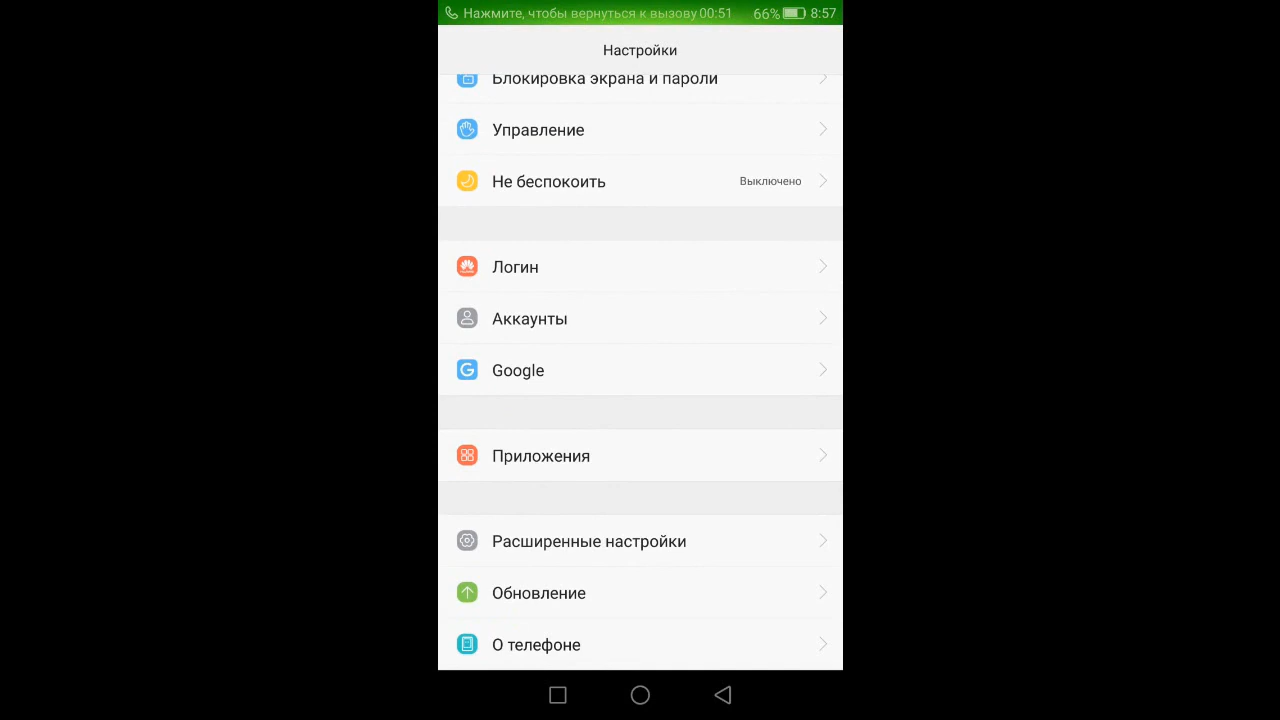 Нажмите, чтобы вернуться к вызову 00:51 66% 8:57
Настройки
Блокировка экрана и пароли
Управление
Не беспокоить Выключено
Логин
Аккаунты
Google
Приложения
Расширенные настройки
Обновление
О телефоне